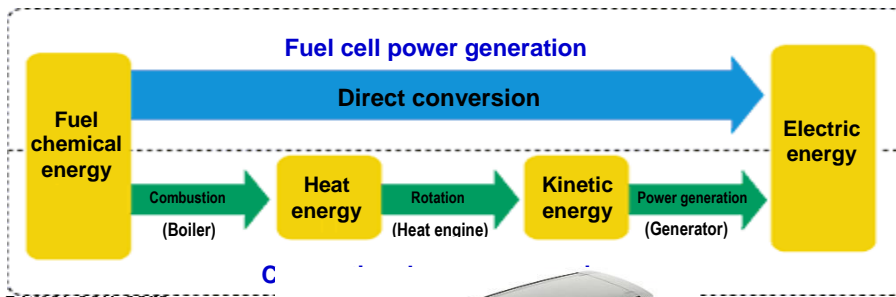 Fuel cell power generation
Direct conversion
Fuel
chemical
energy
Electric
energy
Combustion
(Boiler)
Heat
energy
Rotation
(Heat engine)
Kinetic
energy
Power generation
(Generator)